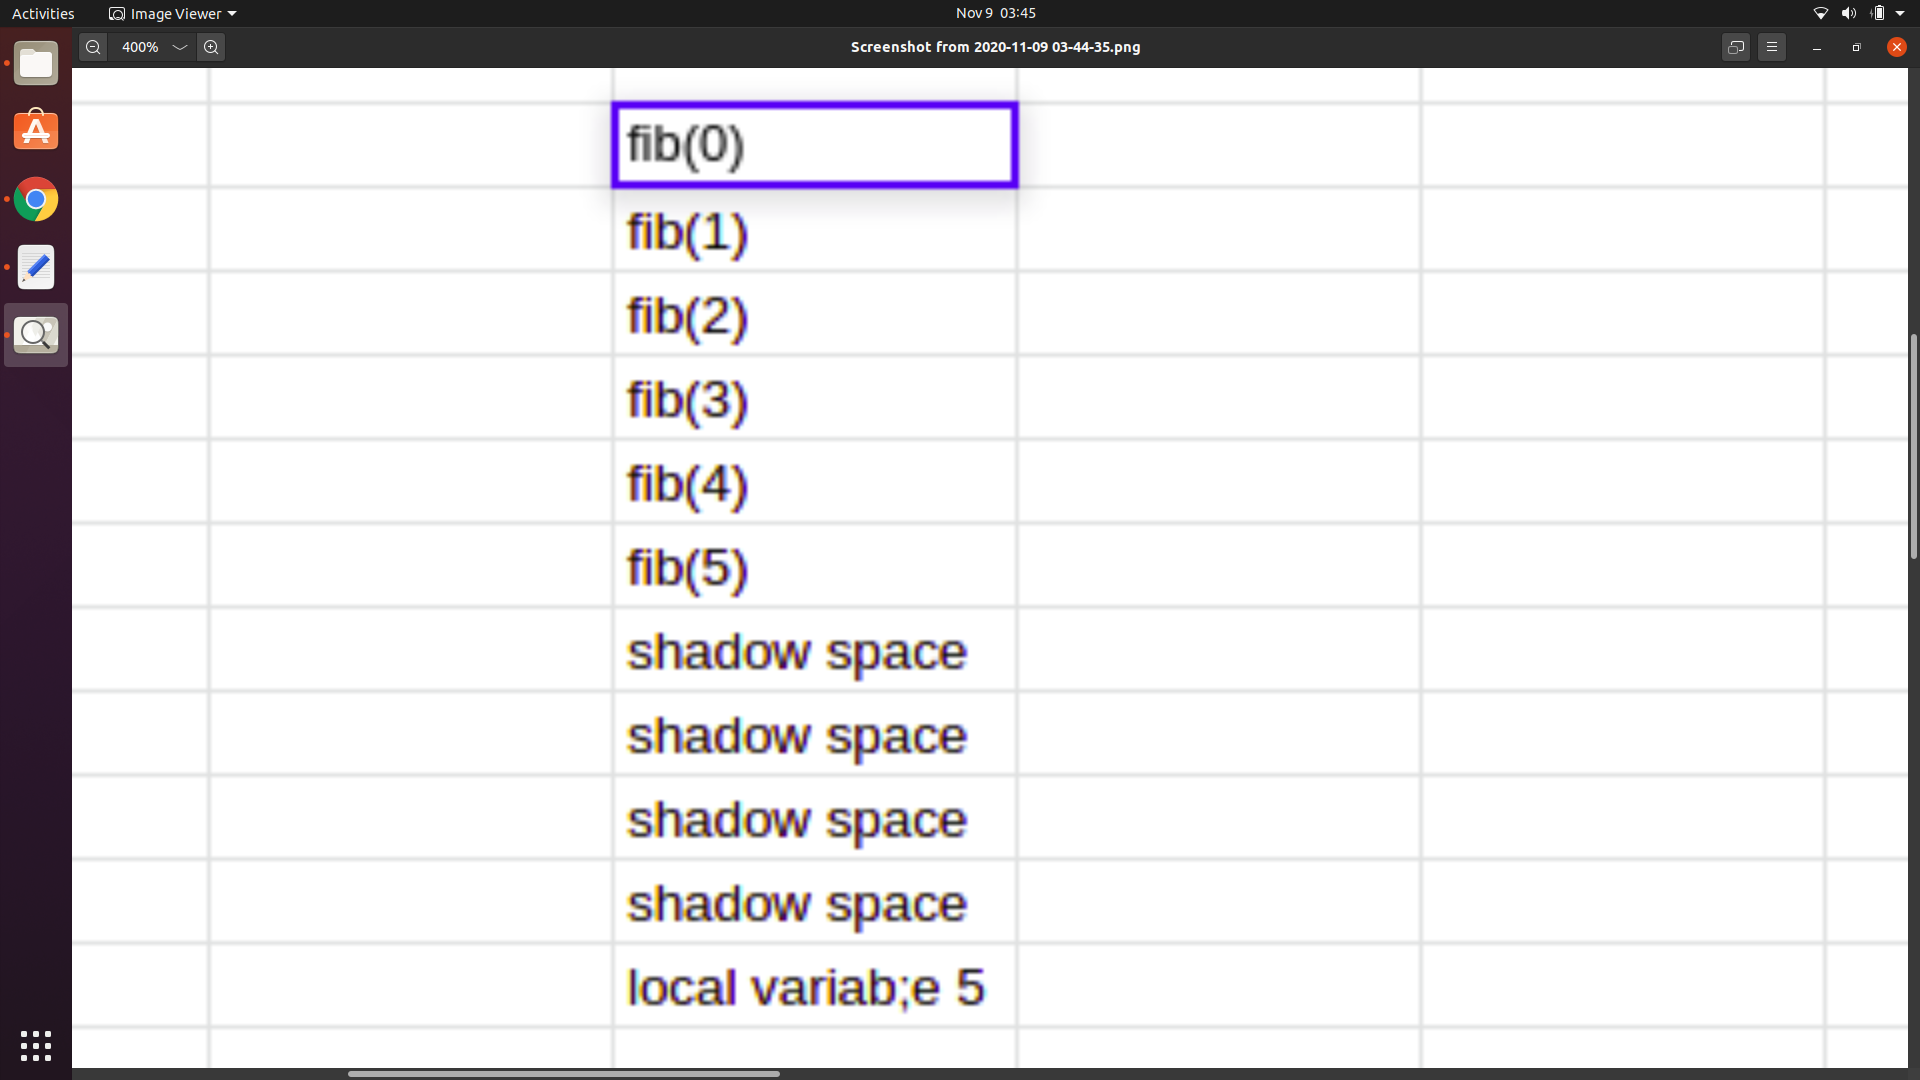 Activities
Image Viewer
Nov 9 03:45
400%
Screenshot from 2020-11-09 03-44-35.png
fib(0)
fib(1)
fib(2)
fib(3)
fib(4)
fib(5)
shadow space
shadow space
shadow space
shadow space
local variab;e 5